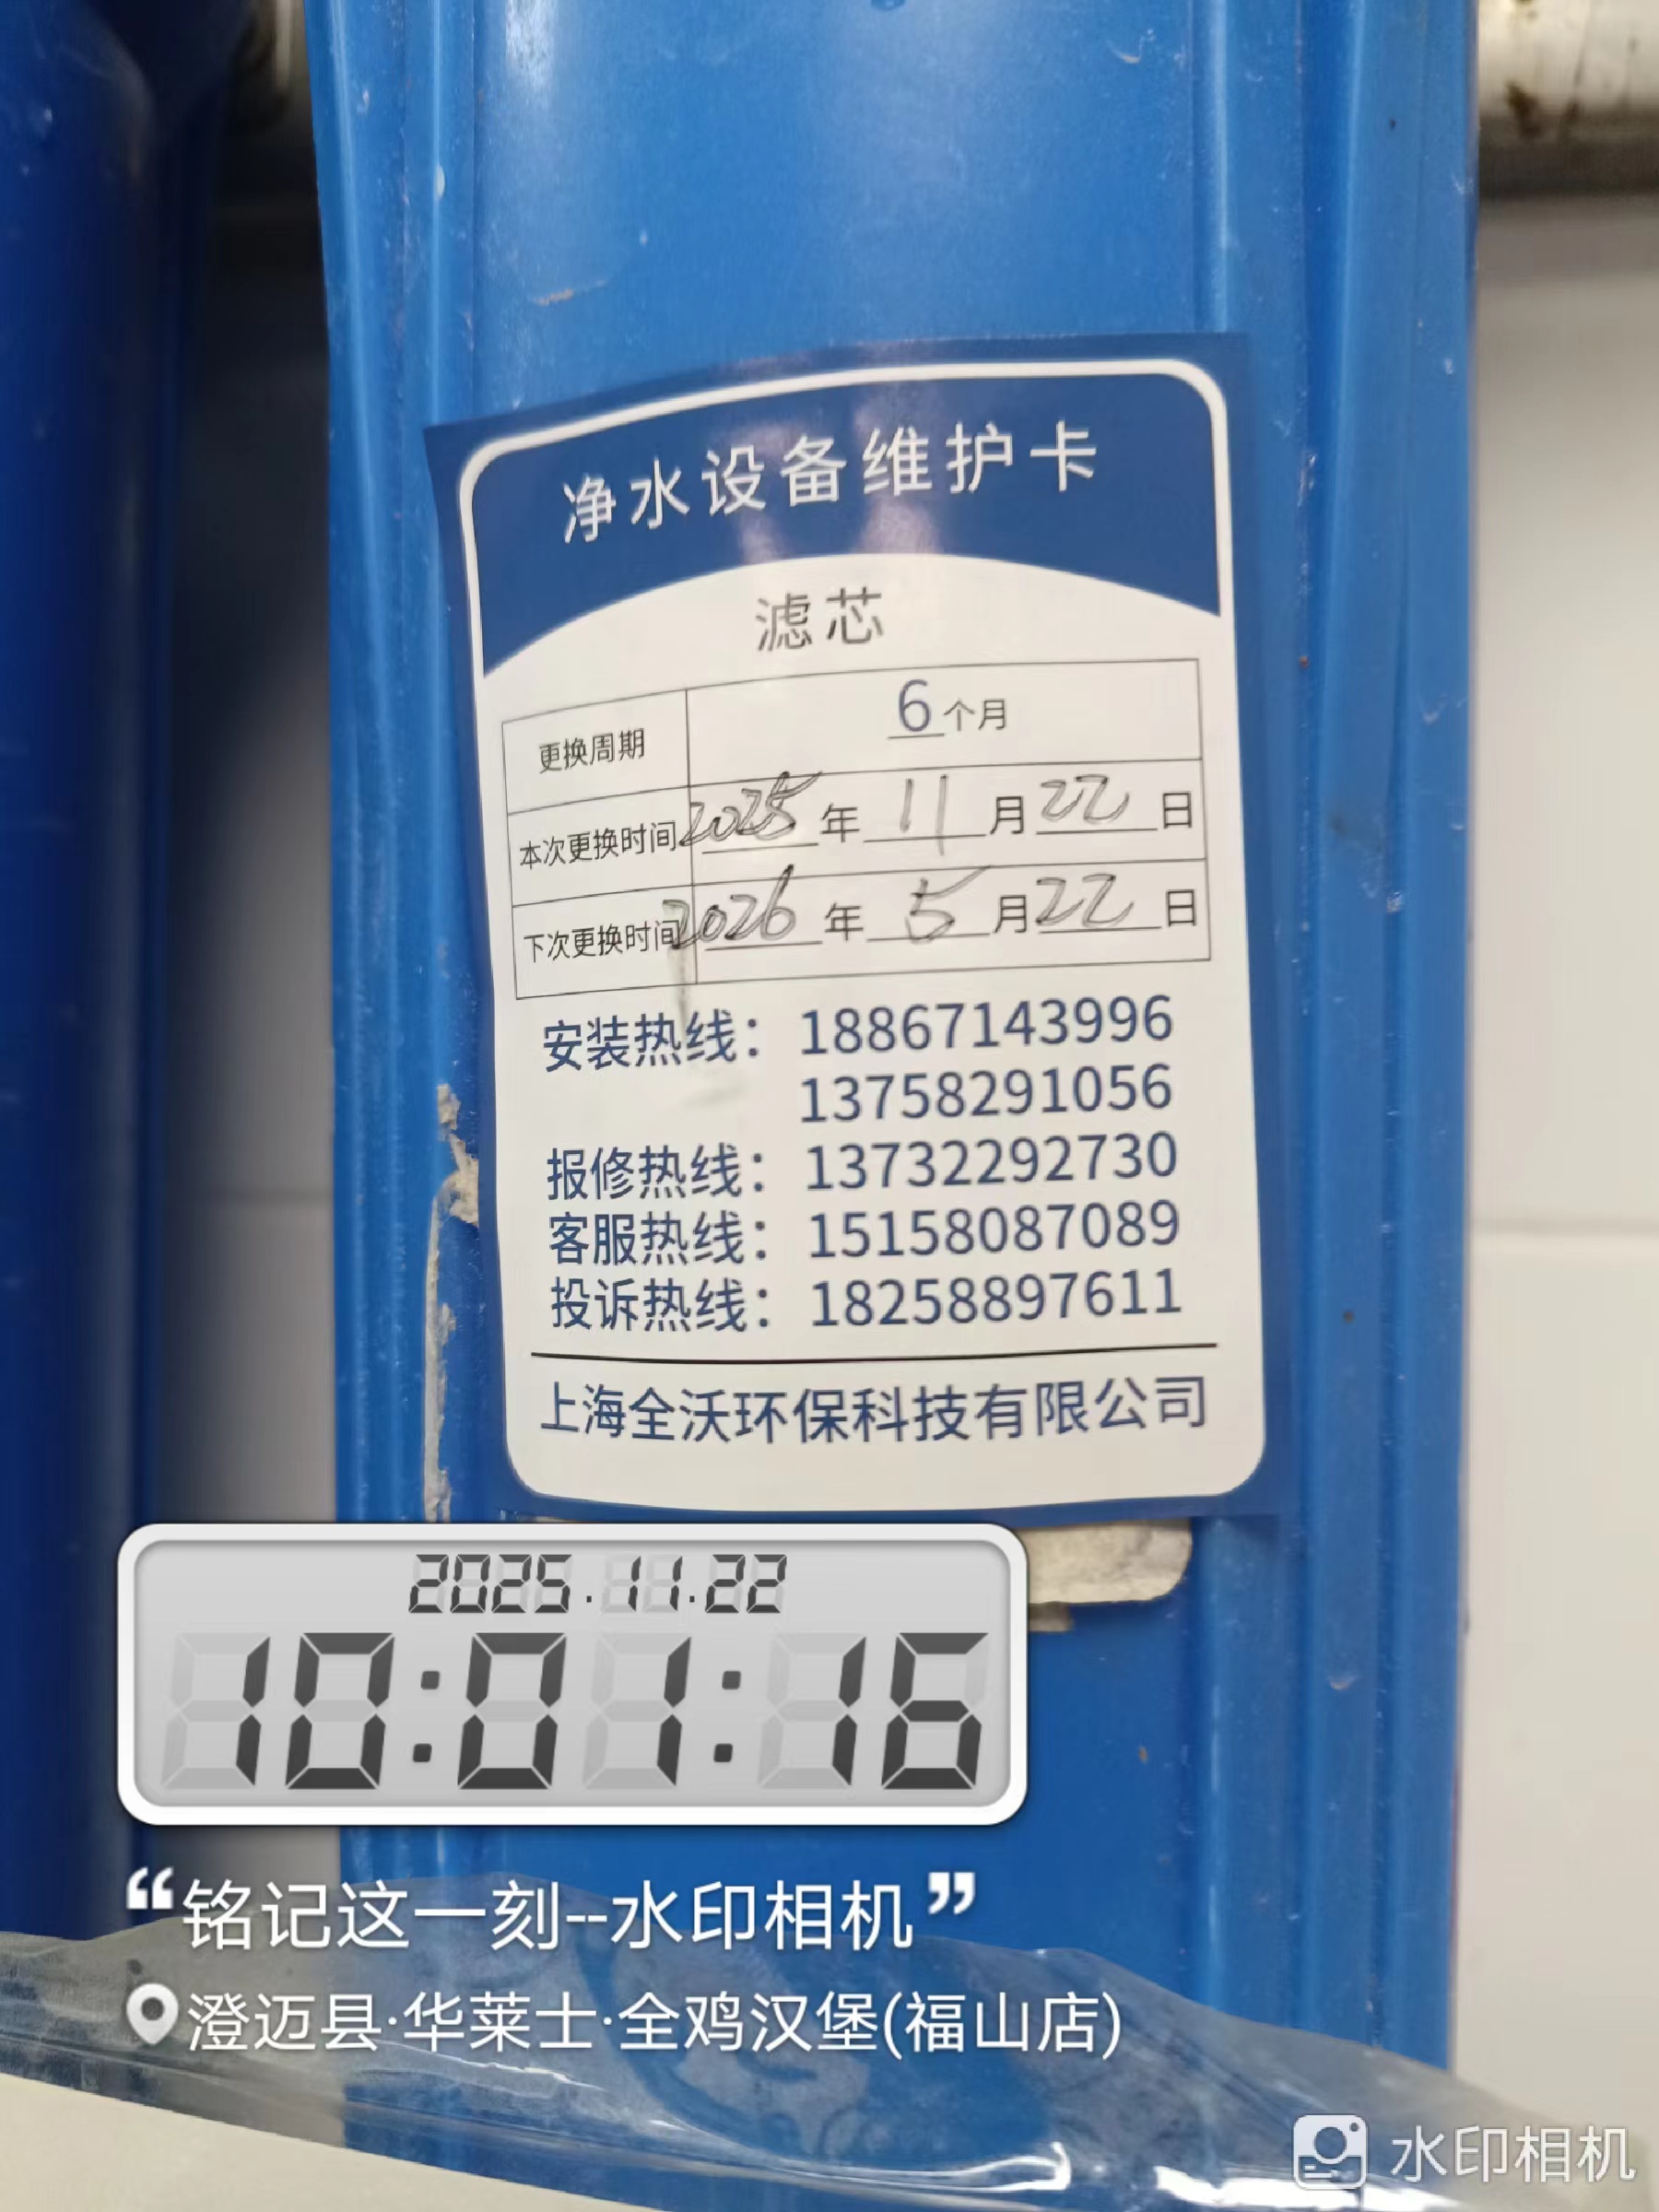 净水设备维护卡
滤芯
更换周期 6个月
本次更换时间 2025年11月22日
下次更换时间 2026年5月22日
安装热线：18867143996
13758291056
报修热线：13732292730
客服热线：15158087089
投诉热线：18258897611
上海全沃环保科技有限公司
2025.11.22
10:01:16
“铭记这一刻--水印相机”
澄迈县·华莱士·全鸡汉堡(福山店)
水印相机